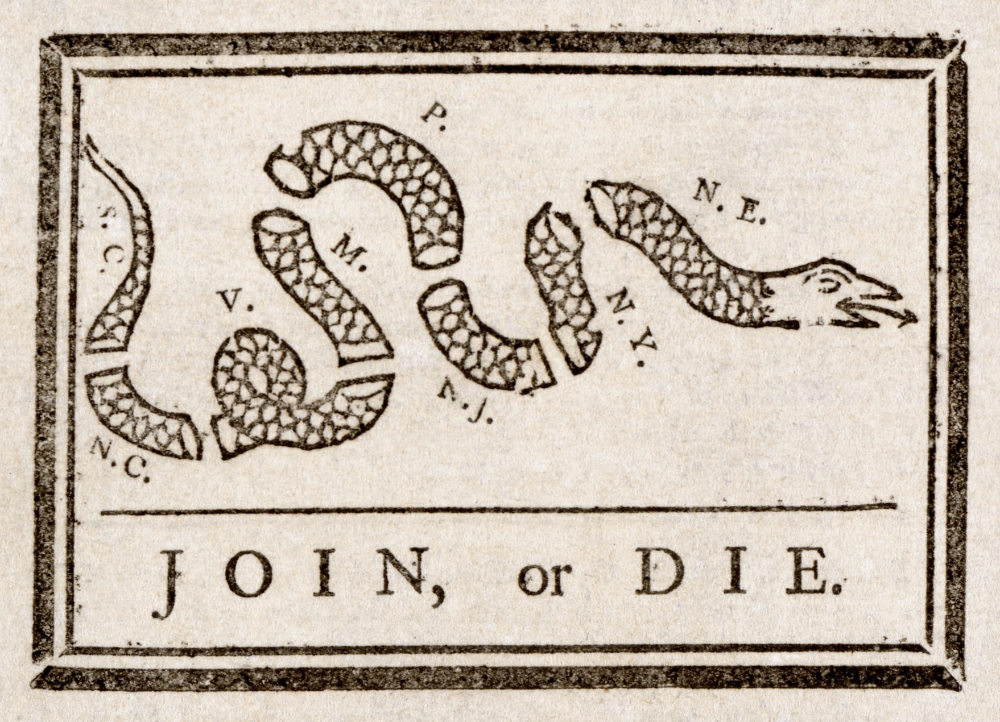 P.
N. E.
S. C.
M.
V.
N. Y.
N. J.
N. C.
JOIN, or DIE.